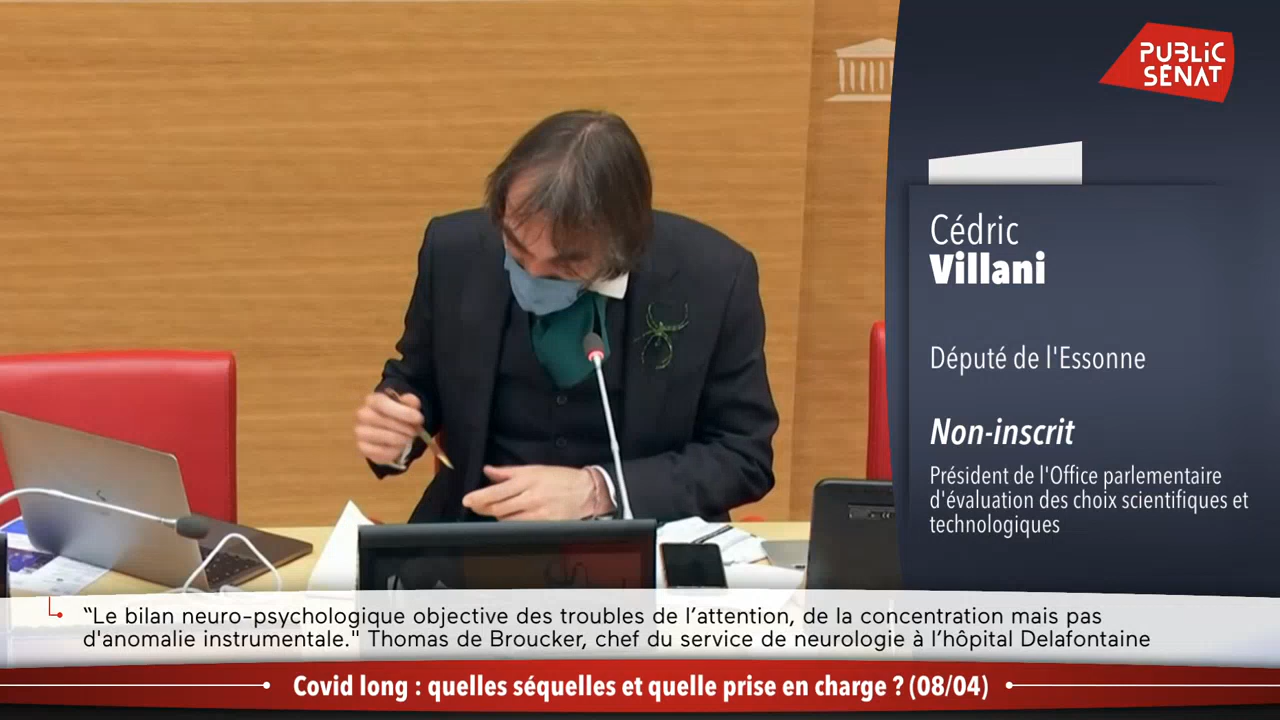 PUBLIC
SÉNAT
Cédric
Villani
Député de l'Essonne
Non-inscrit
Président de l'Office parlementaire
d'évaluation des choix scientifiques et
technologiques
“Le bilan neuro-psychologique objective des troubles de l’attention, de la concentration mais pas
d'anomalie instrumentale." Thomas de Broucker, chef du service de neurologie à l’hôpital Delafontaine
Covid long : quelles séquelles et quelle prise en charge ? (08/04)